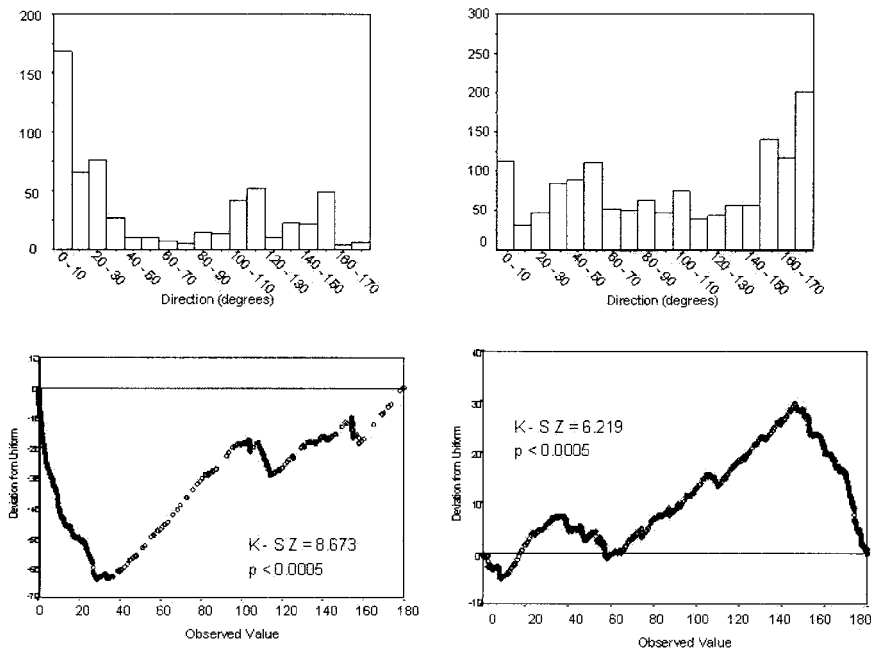 200
150
100
50
0
0 - 10
20 - 30
40 - 50
60 - 70
80 - 90
100 - 110
120 - 130
140 - 150
160 - 170
Direction (degrees)
300
250
200
150
100
50
0
0 - 10
20 - 30
40 - 50
60 - 70
80 - 90
100 - 110
120 - 130
140 - 150
160 - 170
Direction (degrees)
10
0
Deviation from Uniform
K - S Z = 8.673
p < 0.0005
0 20 40 60 80 100 120 140 160 180
Observed Value
40
30
20
10
0
-10
Deviation from Uniform
K - S Z = 6.219
p < 0.0005
0 20 40 60 80 100 120 140 160 180
Observed Value